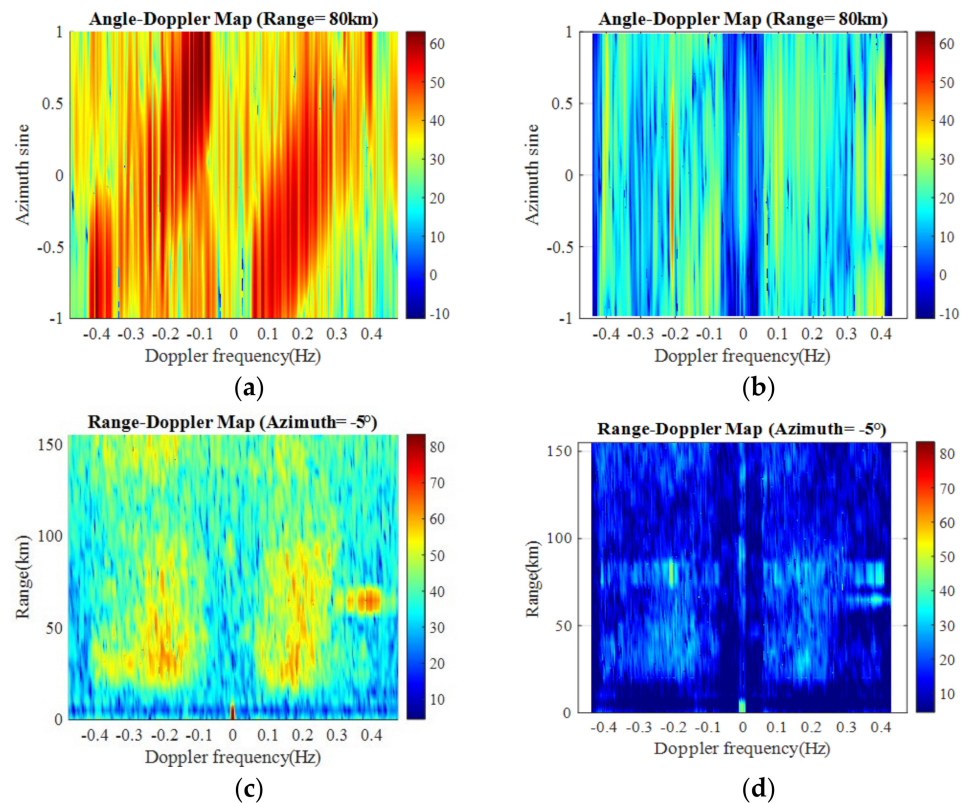 Angle-Doppler Map (Range= 80km)
1
0.5
0
-0.5
-1
Azimuth sine
-0.4 -0.3 -0.2 -0.1 0 0.1 0.2 0.3 0.4
Doppler frequency(Hz)
60
50
40
30
20
10
0
-10
(a)
Angle-Doppler Map (Range= 80km)
1
0.5
0
-0.5
-1
Azimuth sine
-0.4 -0.3 -0.2 -0.1 0 0.1 0.2 0.3 0.4
Doppler frequency(Hz)
60
50
40
30
20
10
0
-10
(b)
Range-Doppler Map (Azimuth= -5°)
150
100
50
0
Range(km)
-0.4 -0.3 -0.2 -0.1 0 0.1 0.2 0.3 0.4
Doppler frequency(Hz)
80
70
60
50
40
30
20
10
(c)
Range-Doppler Map (Azimuth= -5°)
150
100
50
0
Range(km)
-0.4 -0.3 -0.2 -0.1 0 0.1 0.2 0.3 0.4
Doppler frequency(Hz)
80
70
60
50
40
30
20
10
(d)